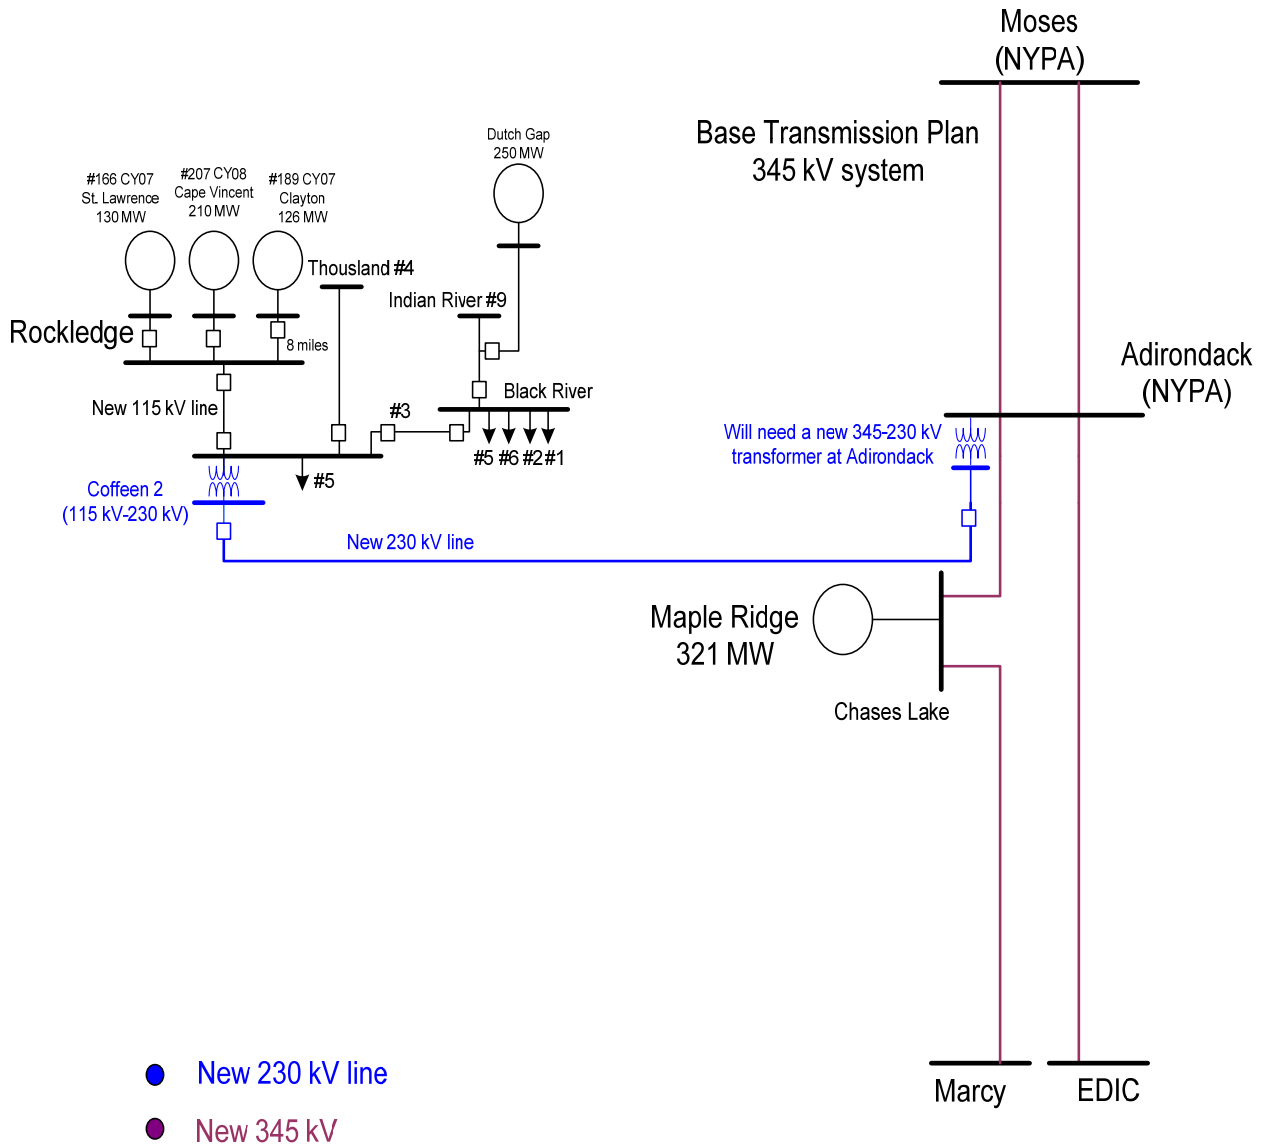 Moses
(NYPA)
Base Transmission Plan
345 kV system
Dutch Gap
250 MW
#166 CY07
St. Lawrence
130 MW
#207 CY08
Cape Vincent
210 MW
#189 CY07
Clayton
126 MW
Thousland #4
Indian River #9
Rockledge
8 miles
Adirondack
(NYPA)
Black River
New 115 kV line
#3
Will need a new 345-230 kV
transformer at Adirondack
#5 #6 #2 #1
#5
Coffeen 2
(115 kV-230 kV)
New 230 kV line
Maple Ridge
321 MW
Chases Lake
New 230 kV line
Marcy
EDIC
New 345 kV